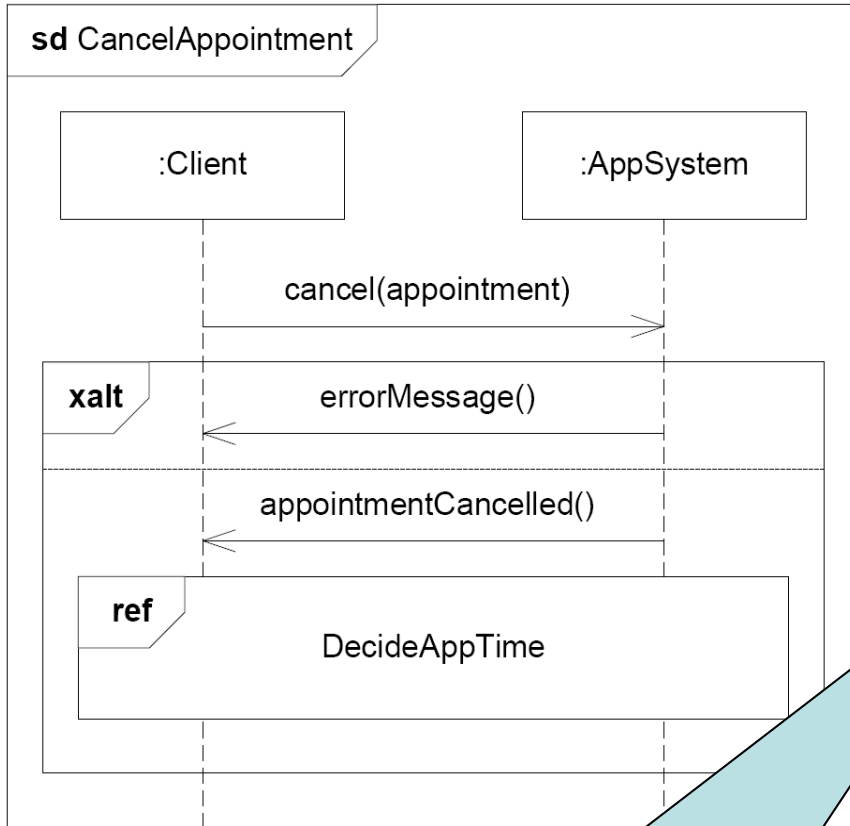 sd CancelAppointment
:Client
:AppSystem
cancel(appointment)
xalt
errorMessage()
appointmentCancelled()
ref
DecideAppTime